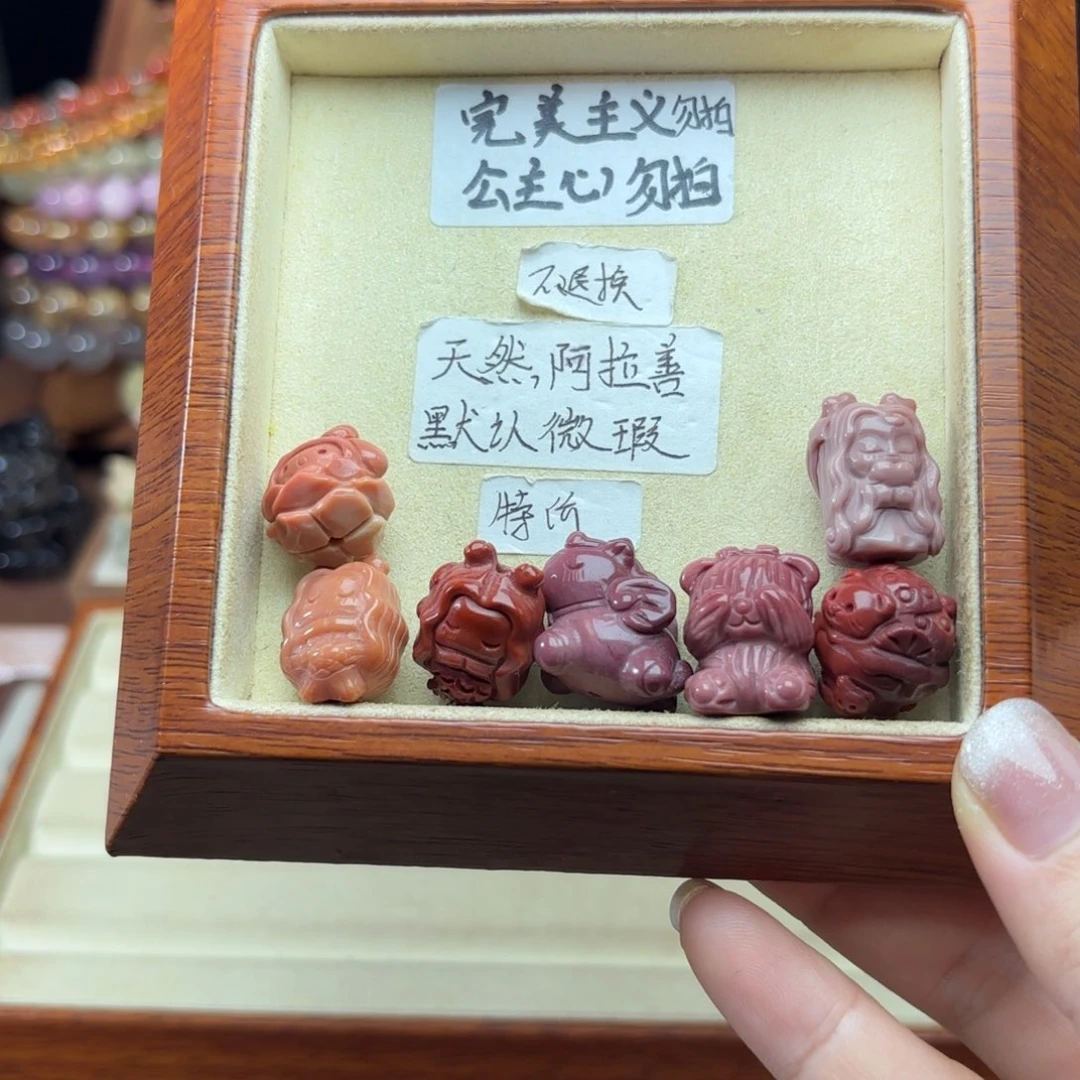 完美主义勿拍
公主心勿拍
不退换
天然,阿拉善
默认微瑕
特价